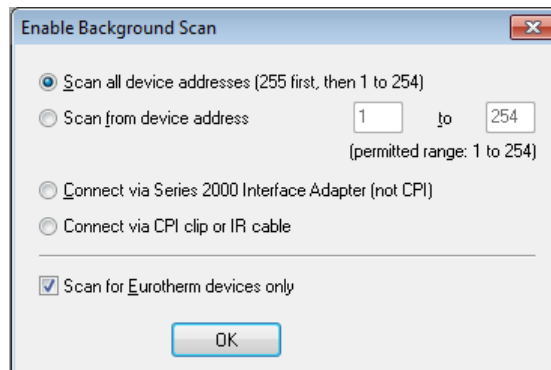 Enable Background Scan
Scan all device addresses (255 first, then 1 to 254)
Scan from device address 1 to 254
(permitted range: 1 to 254)
Connect via Series 2000 Interface Adapter (not CPI)
Connect via CPI clip or IR cable
Scan for Eurotherm devices only
OK